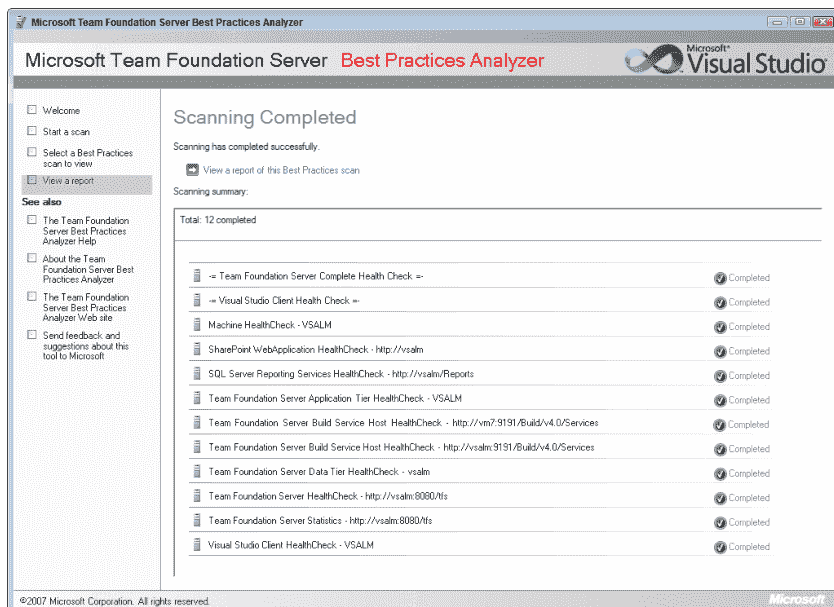 Microsoft Team Foundation Server Best Practices Analyzer
Microsoft Team Foundation Server Best Practices Analyzer
Microsoft®
Visual Studio
Welcome
Start a scan
Select a Best Practices
scan to view
View a report
See also
The Team Foundation
Server Best Practices
Analyzer Help
About the Team
Foundation Server Best
Practices Analyzer
The Team Foundation
Server Best Practices
Analyzer Web site
Send feedback and
suggestions about this
tool to Microsoft
Scanning Completed
Scanning has completed successfully.
View a report of this Best Practices scan
Scanning summary:
Total: 12 completed
-= Team Foundation Server Complete Health Check =- Completed
-= Visual Studio Client Health Check =- Completed
Machine HealthCheck - VSALM Completed
SharePoint WebApplication HealthCheck - http://vsalm Completed
SQL Server Reporting Services HealthCheck - http://vsalm/Reports Completed
Team Foundation Server Application Tier HealthCheck - VSALM Completed
Team Foundation Server Build Service Host HealthCheck - http://vm7:9191/Build/v4.0/Services Completed
Team Foundation Server Build Service Host HealthCheck - http://vsalm:9191/Build/v4.0/Services Completed
Team Foundation Server Data Tier HealthCheck - vsalm Completed
Team Foundation Server HealthCheck - http://vsalm:8080/tfs Completed
Team Foundation Server Statistics - http://vsalm:8080/tfs Completed
Visual Studio Client HealthCheck - VSALM Completed
©2007 Microsoft Corporation. All rights reserved.
Microsoft